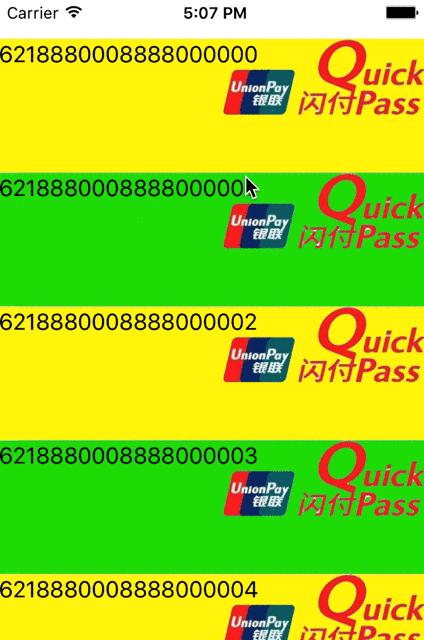 Carrier 5:07 PM
6218880008888000000
Quick
UnionPay
银联 闪付Pass
621888000888800000
Quick
UnionPay
银联 闪付Pass
6218880008888000002
Quick
UnionPay
银联 闪付Pass
6218880008888000003
Quick
UnionPay
银联 闪付Pass
6218880008888000004
Quick
UnionPay
银联 闪付Pass